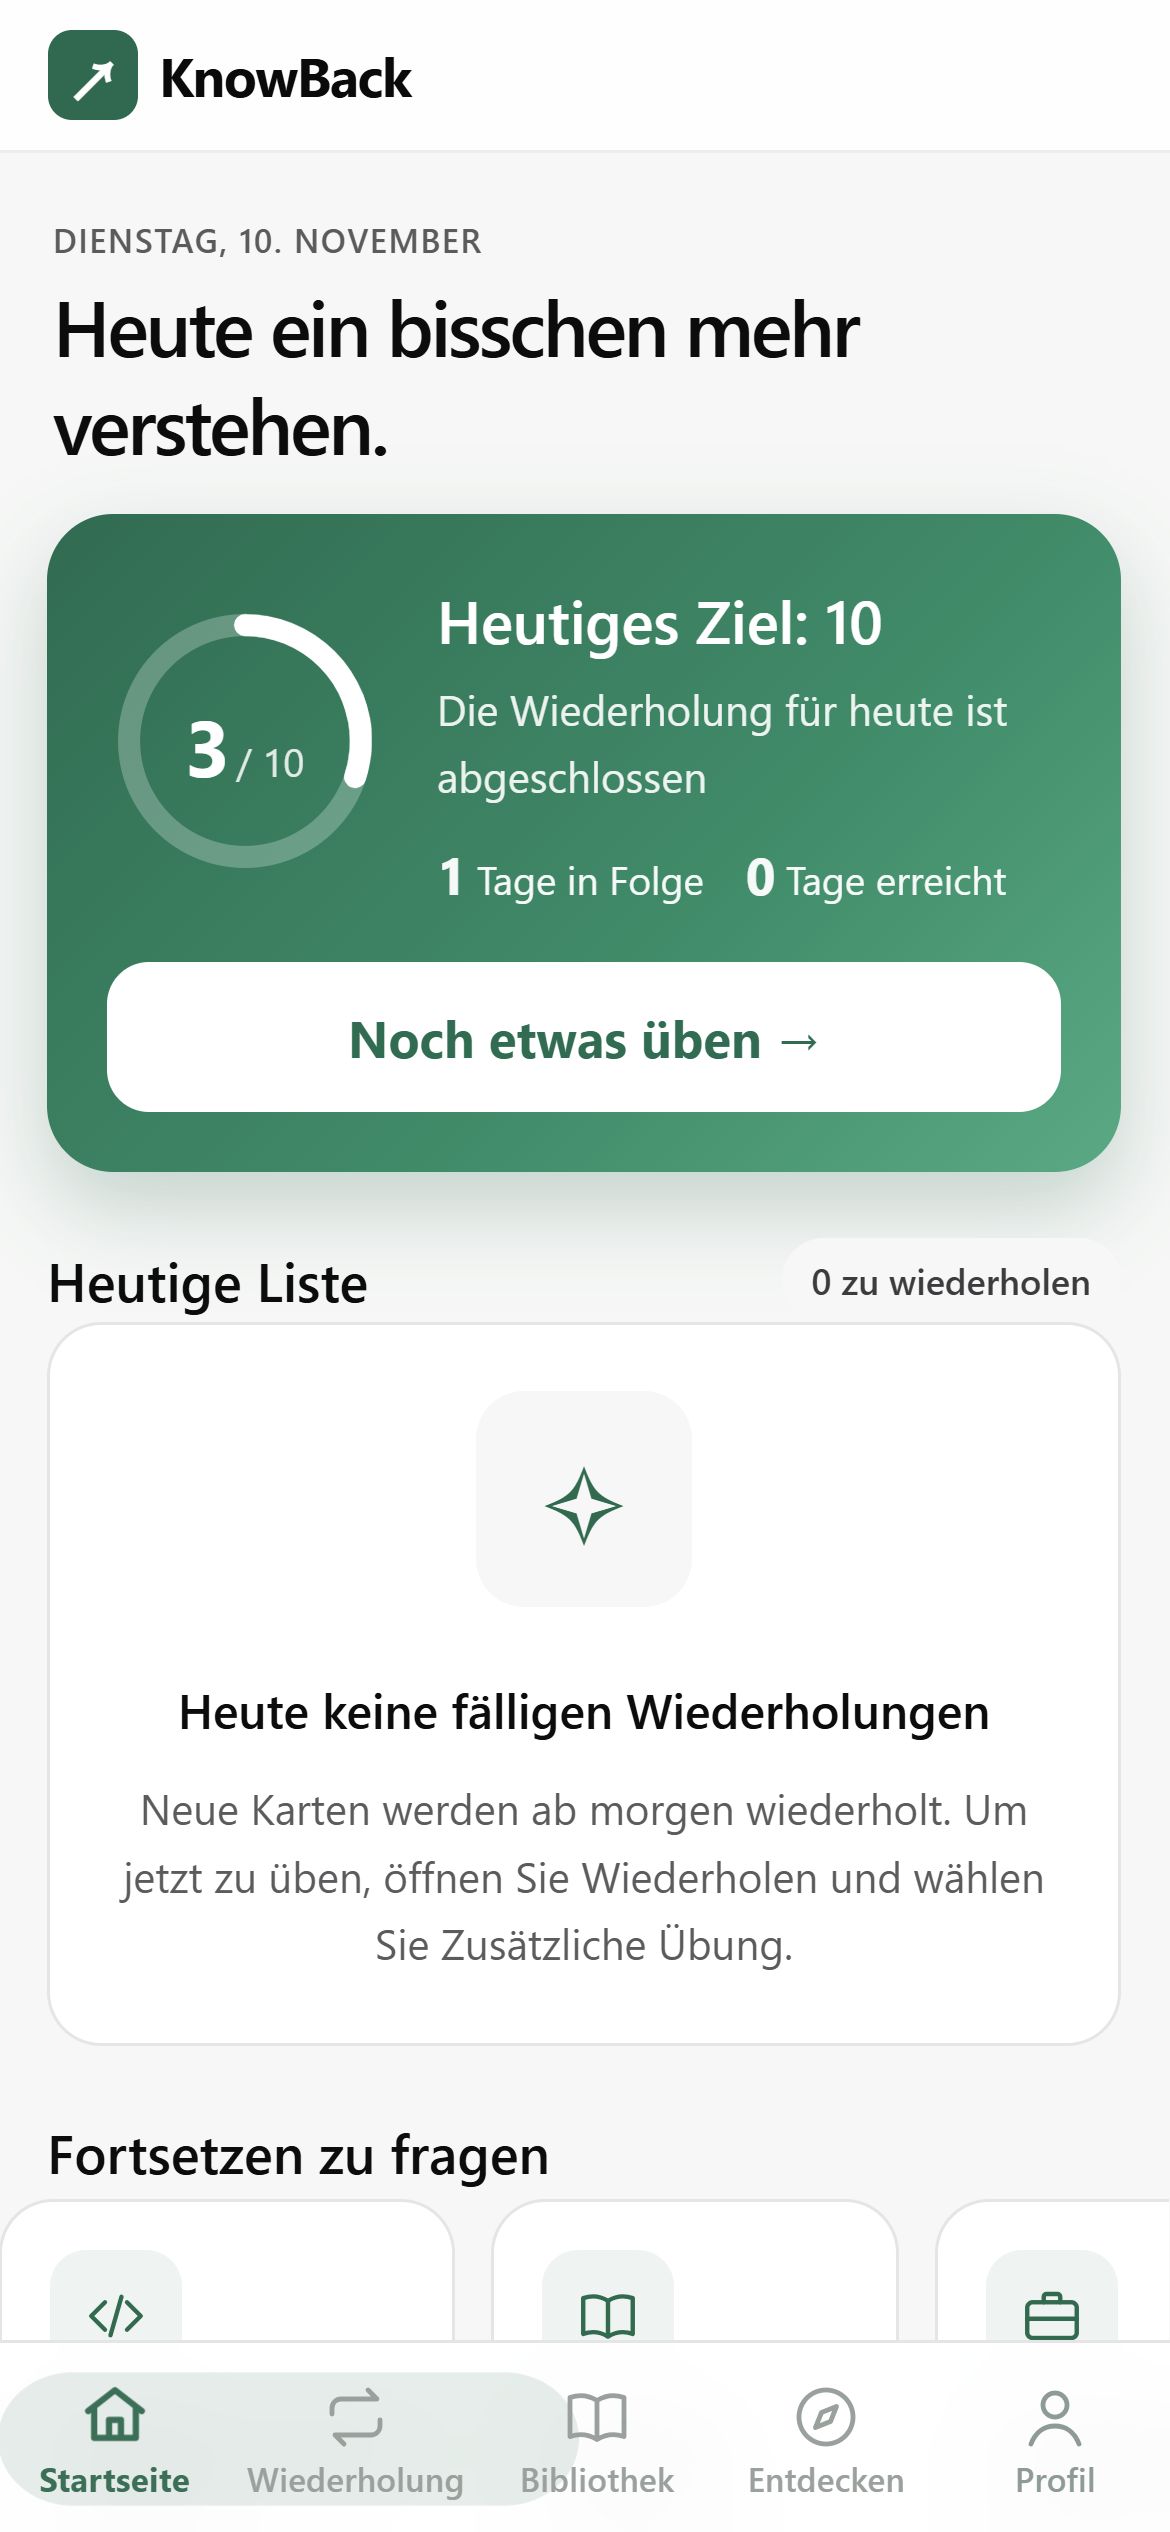 KnowBack
DIENSTAG, 10. NOVEMBER
Heute ein bisschen mehr
verstehen.
3 / 10
Heutiges Ziel: 10
Die Wiederholung für heute ist
abgeschlossen
1 Tage in Folge 0 Tage erreicht
Noch etwas üben →
Heutige Liste
0 zu wiederholen
Heute keine fälligen Wiederholungen
Neue Karten werden ab morgen wiederholt. Um
jetzt zu üben, öffnen Sie Wiederholen und wählen
Sie Zusätzliche Übung.
Fortsetzen zu fragen
Startseite Wiederholung Bibliothek Entdecken Profil